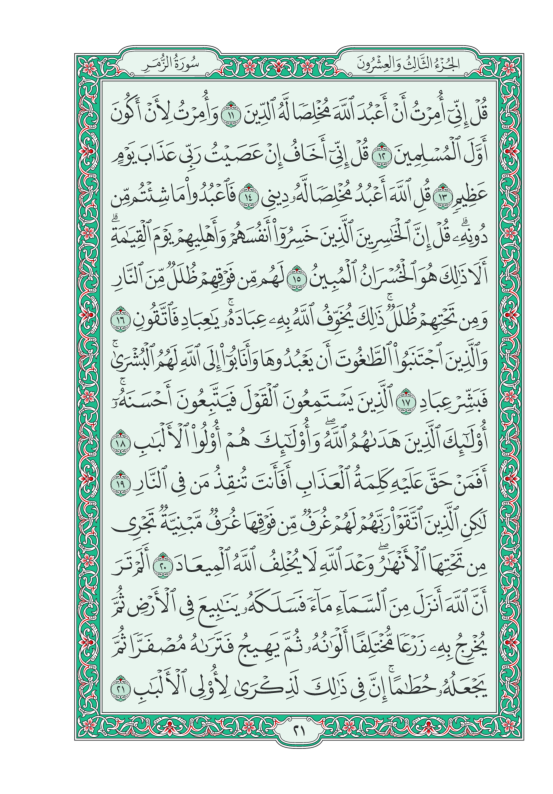 سُورَةُ الزُّمَرِ
الجُزْءُ الثَّالِثُ وَالعِشْرُونَ
قُلْ إِنِّىٓ أُمِرْتُ أَنْ أَعْبُدَ ٱللَّهَ مُخْلِصًا لَّهُ ٱلدِّينَ ١١ وَأُمِرْتُ لِأَنْ أَكُونَ
أَوَّلَ ٱلْمُسْلِمِينَ ١٢ قُلْ إِنِّىٓ أَخَافُ إِنْ عَصَيْتُ رَبِّى عَذَابَ يَوْمٍ
عَظِيمٍ ١٣ قُلِ ٱللَّهَ أَعْبُدُ مُخْلِصًا لَّهُۥ دِينِى ١٤ فَٱعْبُدُوا۟ مَا شِئْتُم مِّن
دُونِهِۦۗ قُلْ إِنَّ ٱلْخَٰسِرِينَ ٱلَّذِينَ خَسِرُوٓا۟ أَنفُسَهُمْ وَأَهْلِيهِمْ يَوْمَ ٱلْقِيَٰمَةِۗ
أَلَا ذَٰلِكَ هُوَ ٱلْخُسْرَانُ ٱلْمُبِينُ ١٥ لَهُم مِّن فَوْقِهِمْ ظُلَلٌ مِّنَ ٱلنَّارِ
وَمِن تَحْتِهِمْ ظُلَلٌۚ ذَٰلِكَ يُخَوِّفُ ٱللَّهُ بِهِۦ عِبَادَهُۥۚ يَٰعِبَادِ فَٱتَّقُونِ ١٦
وَٱلَّذِينَ ٱجْتَنَبُوا۟ ٱلطَّٰغُوتَ أَن يَعْبُدُوهَا وَأَنَابُوٓا۟ إِلَى ٱللَّهِ لَهُمُ ٱلْبُشْرَىٰۚ
فَبَشِّرْ عِبَادِ ١٧ ٱلَّذِينَ يَسْتَمِعُونَ ٱلْقَوْلَ فَيَتَّبِعُونَ أَحْسَنَهُۥٓۚ
أُو۟لَٰٓئِكَ ٱلَّذِينَ هَدَىٰهُمُ ٱللَّهُۖ وَأُو۟لَٰٓئِكَ هُمْ أُو۟لُوا۟ ٱلْأَلْبَٰبِ ١٨
أَفَمَنْ حَقَّ عَلَيْهِ كَلِمَةُ ٱلْعَذَابِ أَفَأَنتَ تُنقِذُ مَن فِى ٱلنَّارِ ١٩
لَٰكِنِ ٱلَّذِينَ ٱتَّقَوْا۟ رَبَّهُمْ لَهُمْ غُرَفٌ مِّن فَوْقِهَا غُرَفٌ مَّبْنِيَّةٌ تَجْرِى
مِن تَحْتِهَا ٱلْأَنْهَٰرُۖ وَعْدَ ٱللَّهِ لَا يُخْلِفُ ٱللَّهُ ٱلْمِيعَادَ ٢٠ أَلَمْ تَرَ
أَنَّ ٱللَّهَ أَنزَلَ مِنَ ٱلسَّمَآءِ مَآءً فَسَلَكَهُۥ يَنَٰبِيعَ فِى ٱلْأَرْضِ ثُمَّ
يُخْرِجُ بِهِۦ زَرْعًا مُّخْتَلِفًا أَلْوَٰنُهُۥ ثُمَّ يَهِيجُ فَتَرَىٰهُ مُصْفَرًّا ثُمَّ
يَجْعَلُهُۥ حُطَٰمًاۚ إِنَّ فِى ذَٰلِكَ لَذِكْرَىٰ لِأُو۟لِى ٱلْأَلْبَٰبِ ٢١
٢١